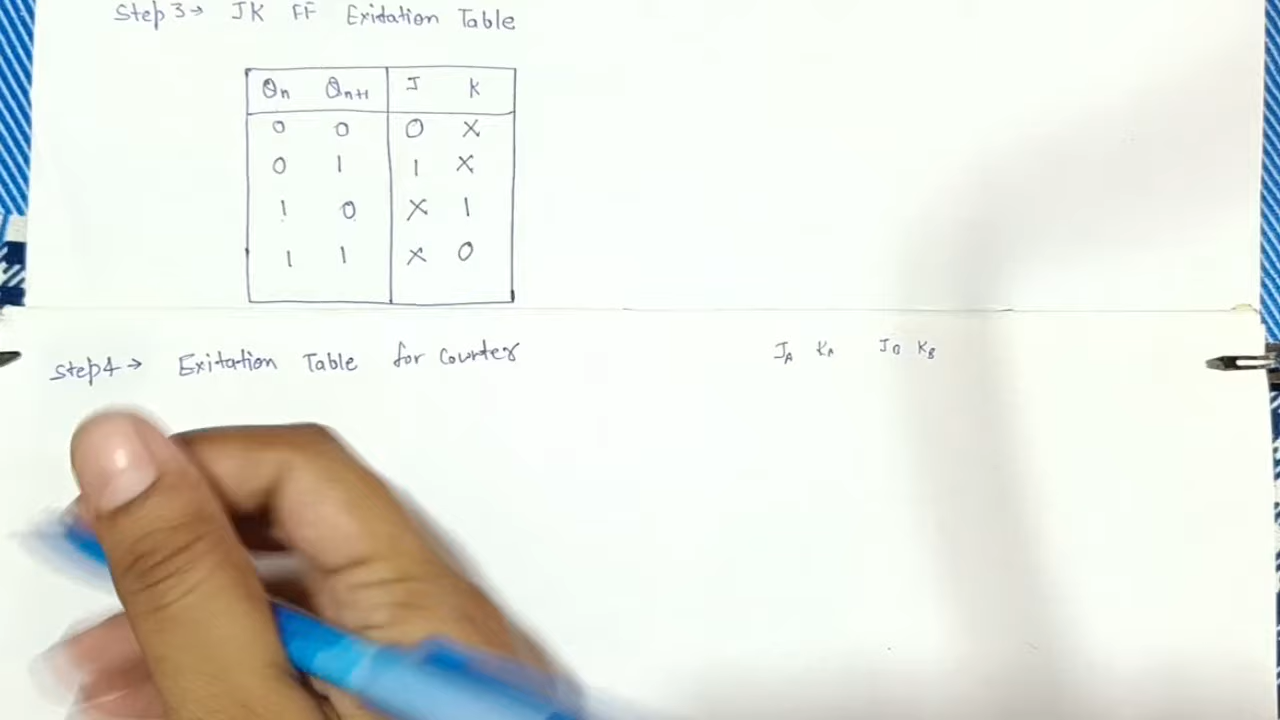 Step 3→ JK FF Exitation Table
Qn Qn+1 J K
0 0 0 X
0 1 1 X
1 0 X 1
1 1 X 0
Step4→ Exitation Table for Counter
JA KA JB KB